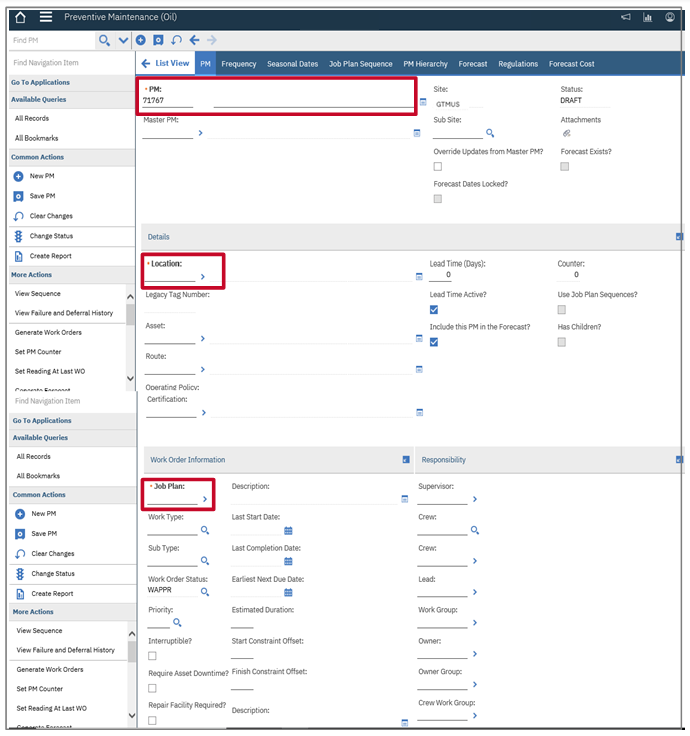 Preventive Maintenance (Oil)
Find PM
Find Navigation Item
Go To Applications
Available Queries
All Records
All Bookmarks
Common Actions
New PM
Save PM
Clear Changes
Change Status
Create Report
More Actions
View Sequence
View Failure and Deferral History
Generate Work Orders
Set PM Counter
Set Reading At Last WO
Generate Forecast
Find Navigation Item
Go To Applications
Available Queries
All Records
All Bookmarks
Common Actions
New PM
Save PM
Clear Changes
Change Status
Create Report
More Actions
View Sequence
View Failure and Deferral History
Generate Work Orders
Set PM Counter
Set Reading At Last WO
Generate Forecast
List View PM Frequency Seasonal Dates Job Plan Sequence PM Hierarchy Forecast Regulations Forecast Cost
* PM:
71767
Master PM:
Site:
GTMUS
Sub Site:
Override Updates from Master PM?
Forecast Dates Locked?
Status:
DRAFT
Attachments
Forecast Exists?
Details
* Location:
Legacy Tag Number:
Asset:
Route:
Operating Policy:
Certification:
Lead Time (Days):
0
Lead Time Active?
Include this PM in the Forecast?
Counter:
0
Use Job Plan Sequences?
Has Children?
Work Order Information
* Job Plan:
Work Type:
Sub Type:
Work Order Status:
WAPPR
Priority:
Interruptible?
Require Asset Downtime?
Repair Facility Required?
Description:
Last Start Date:
Last Completion Date:
Earliest Next Due Date:
Estimated Duration:
Start Constraint Offset:
Finish Constraint Offset:
Description:
Responsibility
Supervisor:
Crew:
Crew:
Lead:
Work Group:
Owner:
Owner Group:
Crew Work Group: